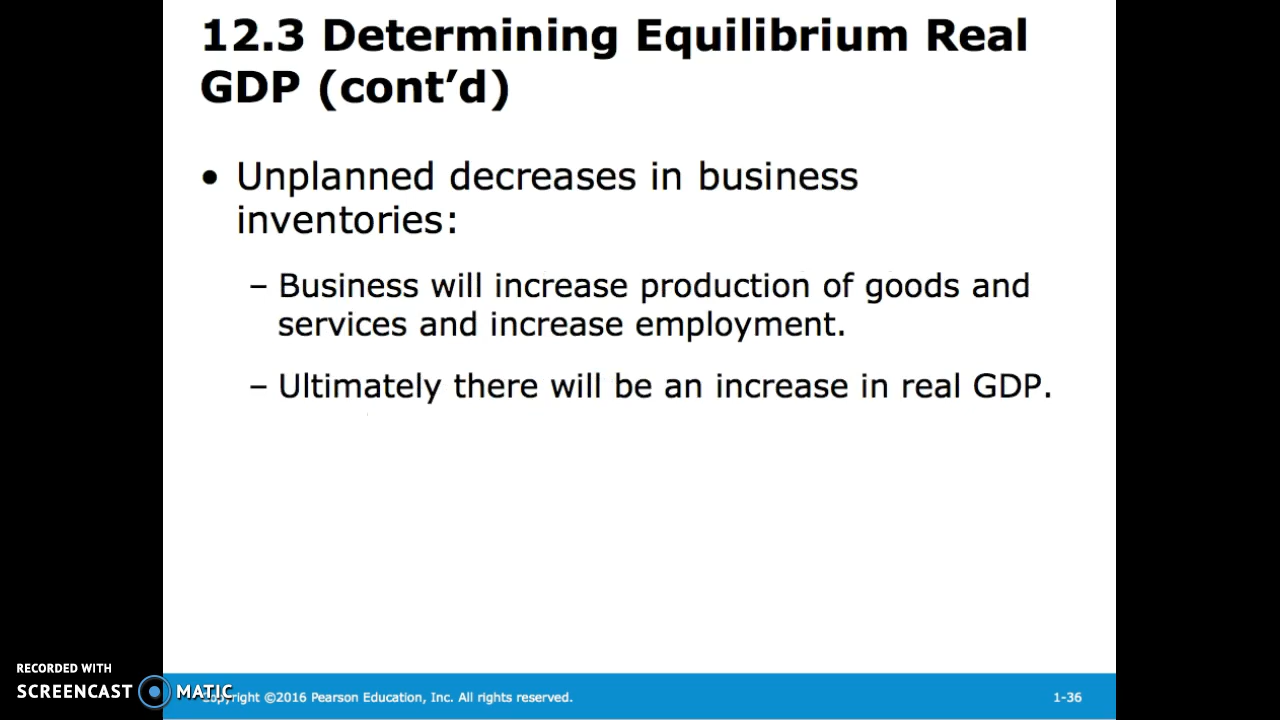 12.3 Determining Equilibrium Real
GDP (cont’d)
• Unplanned decreases in business
inventories:
– Business will increase production of goods and
services and increase employment.
– Ultimately there will be an increase in real GDP.
RECORDED WITH
SCREENCAST MATIC
Copyright ©2016 Pearson Education, Inc. All rights reserved.
1-36